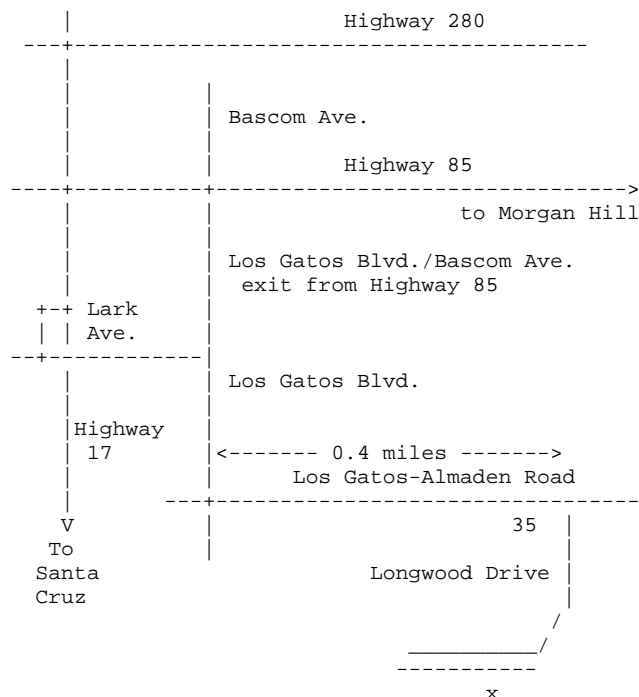 Highway 280
Bascom Ave.
Highway 85
to Morgan Hill
Los Gatos Blvd./Bascom Ave.
exit from Highway 85
Lark
Ave.
Los Gatos Blvd.
Highway
17
<------- 0.4 miles ------->
Los Gatos-Almaden Road
V
35
To
Santa
Longwood Drive
Cruz
x